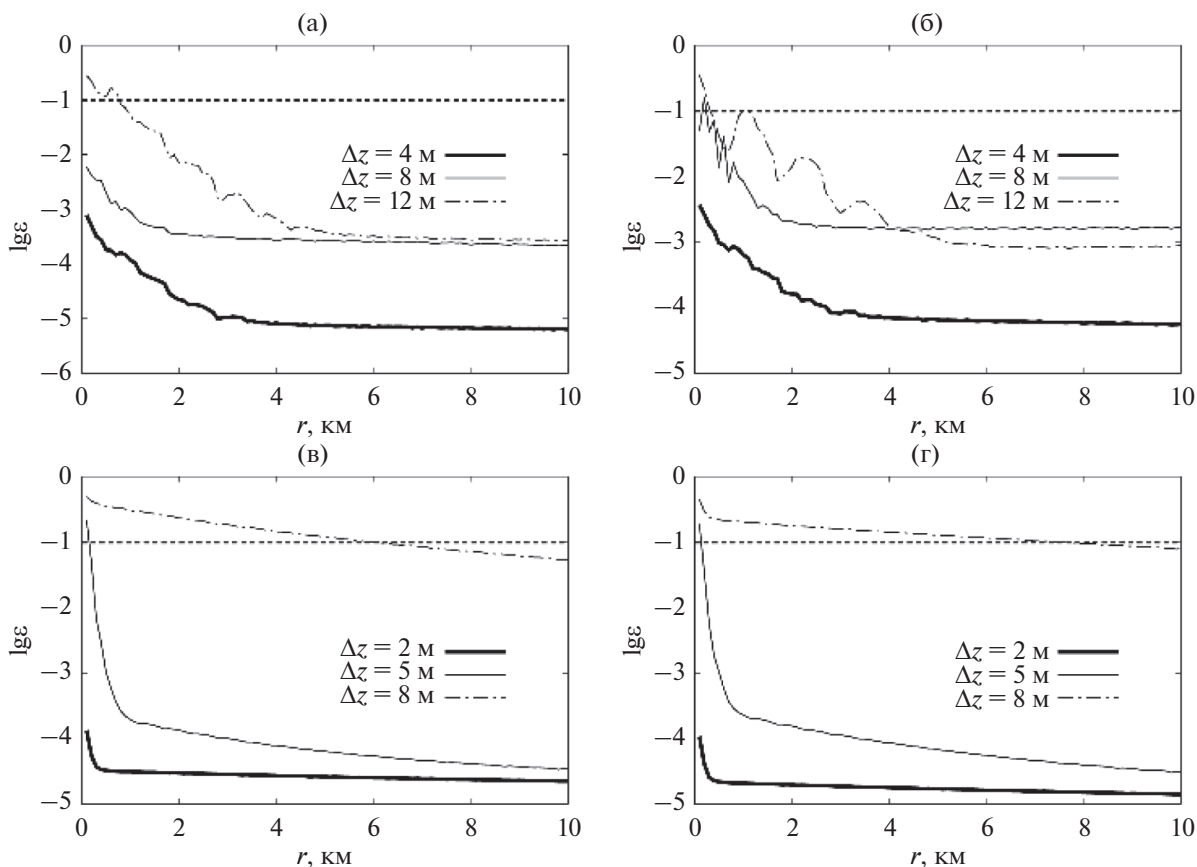 (а)
0
−1
−2
−3
−4
−5
−6
lgε
Δz = 4 м
Δz = 8 м
Δz = 12 м
0 2 4 6 8 10
r, км
(б)
0
−1
−2
−3
−4
−5
lgε
Δz = 4 м
Δz = 8 м
Δz = 12 м
0 2 4 6 8 10
r, км
(в)
0
−1
−2
−3
−4
−5
lgε
Δz = 2 м
Δz = 5 м
Δz = 8 м
0 2 4 6 8 10
r, км
(г)
0
−1
−2
−3
−4
−5
lgε
Δz = 2 м
Δz = 5 м
Δz = 8 м
0 2 4 6 8 10
r, км